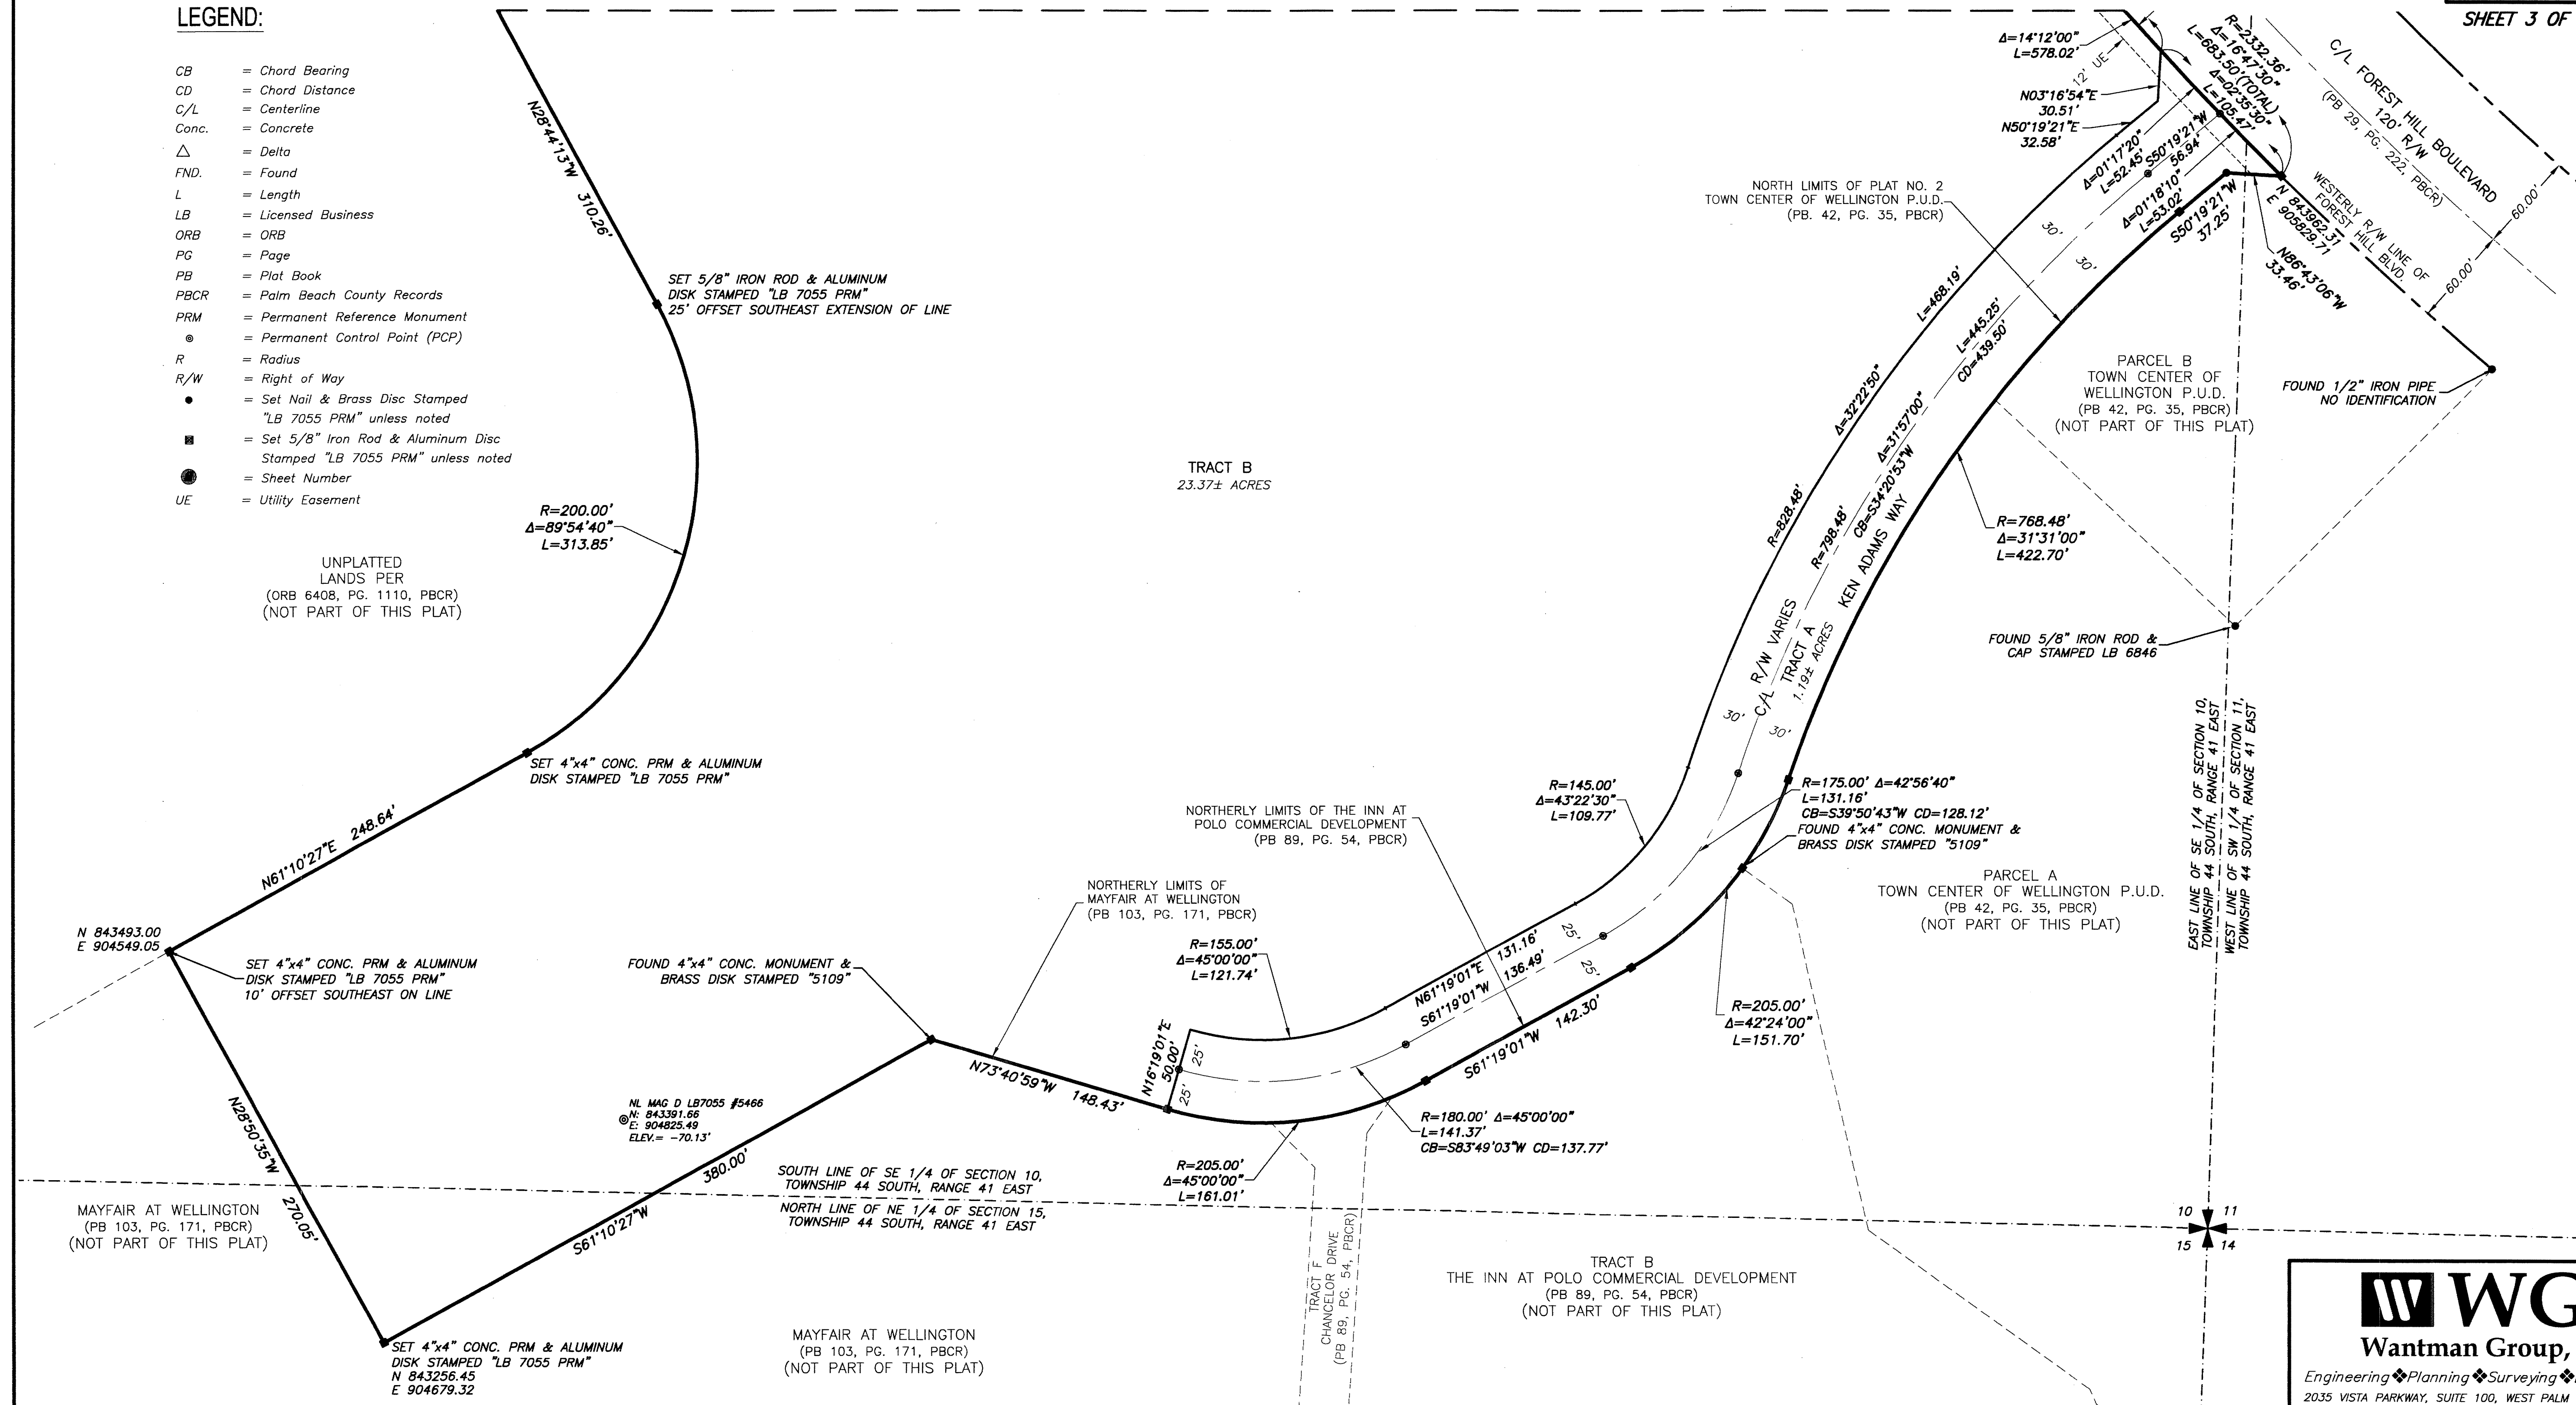 LEGEND:
CB = Chord Bearing
CD = Chord Distance
C/L = Centerline
Conc. = Concrete
△ = Delta
FND. = Found
L = Length
LB = Licensed Business
ORB = ORB
PG = Page
PB = Plat Book
PBCR = Palm Beach County Records
PRM = Permanent Reference Monument
= Permanent Control Point (PCP)
R = Radius
R/W = Right of Way
= Set Nail & Brass Disc Stamped
"LB 7055 PRM" unless noted
= Set 5/8" Iron Rod & Aluminum Disc
Stamped "LB 7055 PRM" unless noted
= Sheet Number
UE = Utility Easement
SHEET 3 OF
N28°44'13"W 310.26'
SET 5/8" IRON ROD & ALUMINUM
DISK STAMPED "LB 7055 PRM"
25' OFFSET SOUTHEAST EXTENSION OF LINE
R=200.00'
Δ=89°54'40"
L=313.85'
UNPLATTED
LANDS PER
(ORB 6408, PG. 1110, PBCR)
(NOT PART OF THIS PLAT)
TRACT B
23.37± ACRES
SET 4"x4" CONC. PRM & ALUMINUM
DISK STAMPED "LB 7055 PRM"
N61°10'27"E 248.64'
N 843493.00
E 904549.05
SET 4"x4" CONC. PRM & ALUMINUM
DISK STAMPED "LB 7055 PRM"
10' OFFSET SOUTHEAST ON LINE
N28°50'35"W
270.05'
MAYFAIR AT WELLINGTON
(PB 103, PG. 171, PBCR)
(NOT PART OF THIS PLAT)
SET 4"x4" CONC. PRM & ALUMINUM
DISK STAMPED "LB 7055 PRM"
N 843256.45
E 904679.32
S61°10'27"W
380.00'
NL MAG D LB7055 #5466
N: 843391.66
E: 904825.49
ELEV.= -70.13'
FOUND 4"x4" CONC. MONUMENT &
BRASS DISK STAMPED "5109"
SOUTH LINE OF SE 1/4 OF SECTION 10,
TOWNSHIP 44 SOUTH, RANGE 41 EAST
NORTH LINE OF NE 1/4 OF SECTION 15,
TOWNSHIP 44 SOUTH, RANGE 41 EAST
MAYFAIR AT WELLINGTON
(PB 103, PG. 171, PBCR)
(NOT PART OF THIS PLAT)
N73°40'59"W 148.43'
NORTHERLY LIMITS OF
MAYFAIR AT WELLINGTON
(PB 103, PG. 171, PBCR)
N16°19'01"E
50.00'
25'
25'
R=155.00'
Δ=45°00'00"
L=121.74'
NORTHERLY LIMITS OF THE INN AT
POLO COMMERCIAL DEVELOPMENT
(PB 89, PG. 54, PBCR)
N61°19'01"E 131.16'
S61°19'01"W 136.49'
S61°19'01"W 142.30'
25'
25'
R=180.00' Δ=45°00'00"
L=141.37'
CB=S83°49'03"W CD=137.77'
R=205.00'
Δ=45°00'00"
L=161.01'
TRACT F
CHANCELOR DRIVE
(PB 89, PG. 54, PBCR)
TRACT B
THE INN AT POLO COMMERCIAL DEVELOPMENT
(PB 89, PG. 54, PBCR)
(NOT PART OF THIS PLAT)
R=145.00'
Δ=43°22'30"
L=109.77'
R=175.00' Δ=42°56'40"
L=131.16'
CB=S39°50'43"W CD=128.12'
FOUND 4"x4" CONC. MONUMENT &
BRASS DISK STAMPED "5109"
R=205.00'
Δ=42°24'00"
L=151.70'
PARCEL A
TOWN CENTER OF WELLINGTON P.U.D.
(PB 42, PG. 35, PBCR)
(NOT PART OF THIS PLAT)
30'
30'
C/L R/W VARIES
TRACT A
1.19± ACRES
KEN ADAMS WAY
R=828.48'
Δ=32°22'50"
L=468.19'
R=798.48'
Δ=31°57'00"
CB=S34°20'53"W
L=445.25'
CD=439.50'
R=768.48'
Δ=31°31'00"
L=422.70'
30'
30'
NORTH LIMITS OF PLAT NO. 2
TOWN CENTER OF WELLINGTON P.U.D.
(PB. 42, PG. 35, PBCR)
Δ=14°12'00"
L=578.02'
12' UE
N03°16'54"E
30.51'
N50°19'21"E
32.58'
R=2332.36'
Δ=16°47'30"
L=683.50'(TOTAL)
Δ=02°35'30"
L=105.47'
Δ=01°17'20"
L=52.45'
S50°19'21"W
56.94'
Δ=01°18'10"
L=53.02'
S50°19'21"W
37.25'
N 843962.31
E 905829.71
N86°43'06"W
33.46'
C/L FOREST HILL BOULEVARD
120' R/W
(PB 29, PG. 222, PBCR)
WESTERLY R/W LINE OF
FOREST HILL BLVD.
60.00'
60.00'
PARCEL B
TOWN CENTER OF
WELLINGTON P.U.D.
(PB 42, PG. 35, PBCR)
(NOT PART OF THIS PLAT)
FOUND 1/2" IRON PIPE
NO IDENTIFICATION
FOUND 5/8" IRON ROD &
CAP STAMPED LB 6846
EAST LINE OF SE 1/4 OF SECTION 10,
TOWNSHIP 44 SOUTH, RANGE 41 EAST
WEST LINE OF SW 1/4 OF SECTION 11,
TOWNSHIP 44 SOUTH, RANGE 41 EAST
10 11
15 14
WG
Wantman Group,
Engineering❖Planning❖Surveying❖
2035 VISTA PARKWAY, SUITE 100, WEST PALM